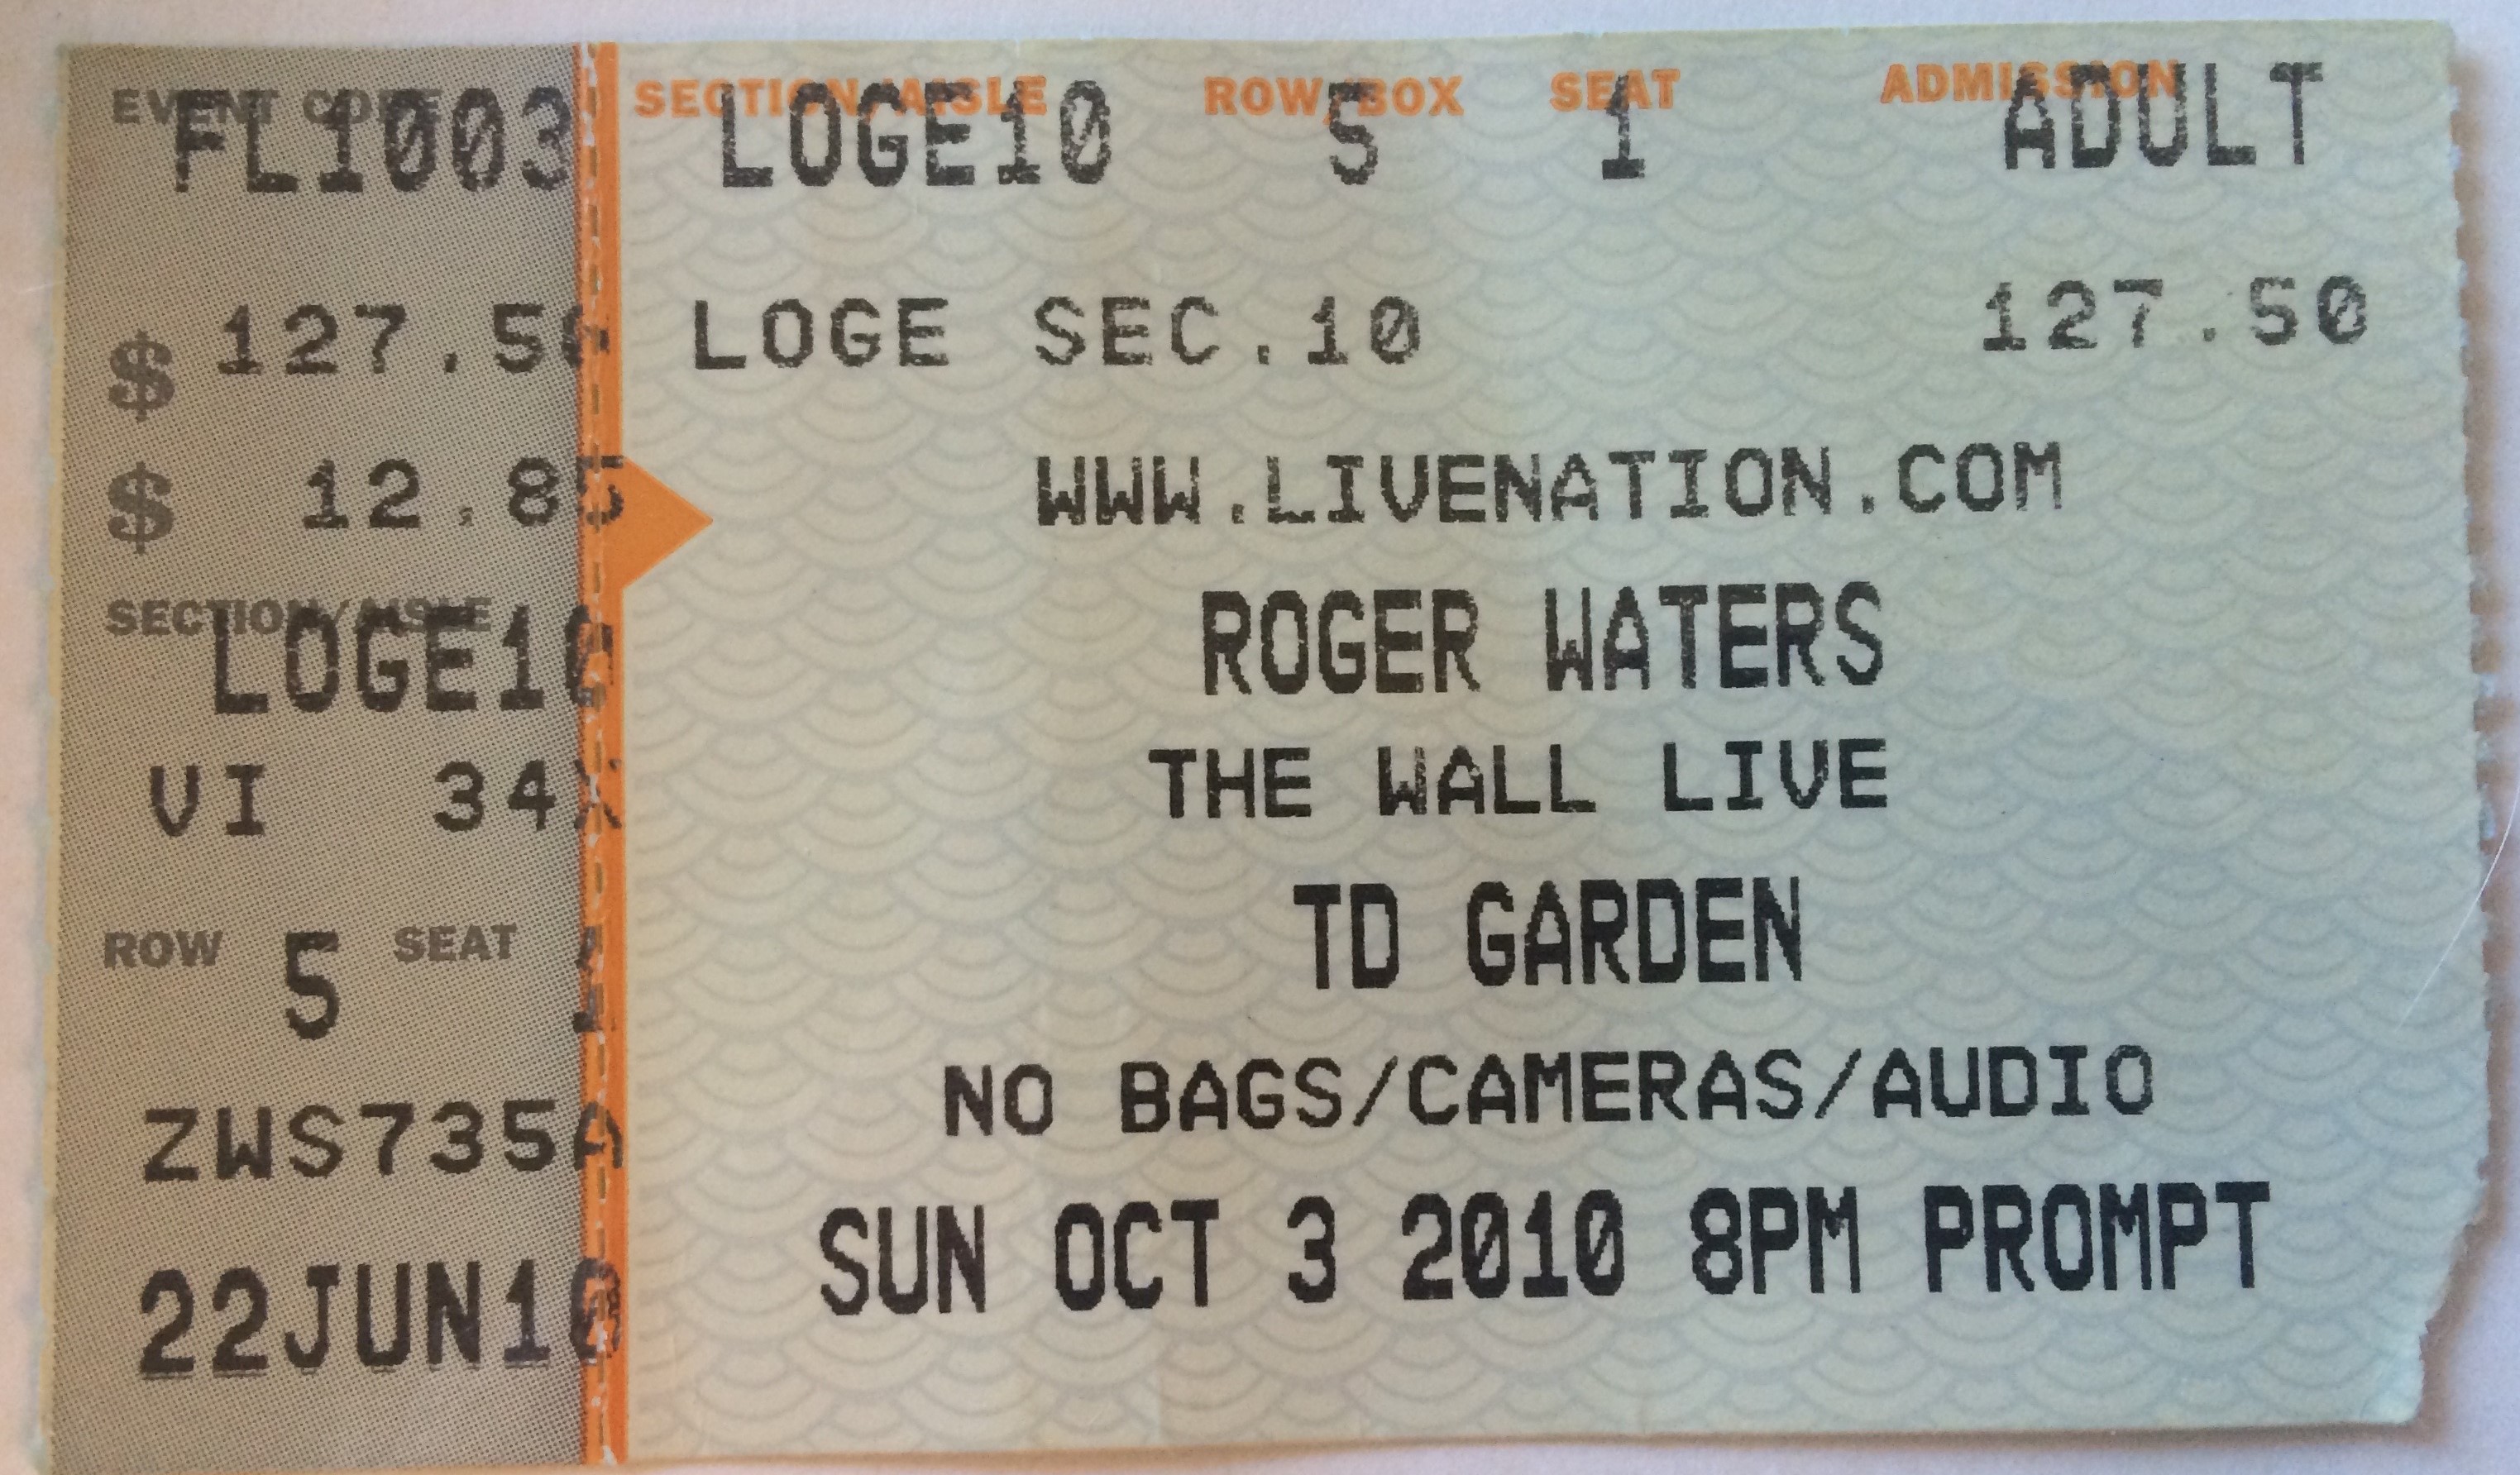 EVENT CODE
FL1003
$ 127.50
$ 12.85
SECTION/AISLE
LOGE10
VI 34X
ROW 5 SEAT 1
ZWS735A
22JUN10
SECTION/AISLE ROW/BOX SEAT ADMISSION
LOGE10 5 1 ADULT
LOGE SEC.10 127.50
WWW.LIVENATION.COM
ROGER WATERS
THE WALL LIVE
TD GARDEN
NO BAGS/CAMERAS/AUDIO
SUN OCT 3 2010 8PM PROMPT